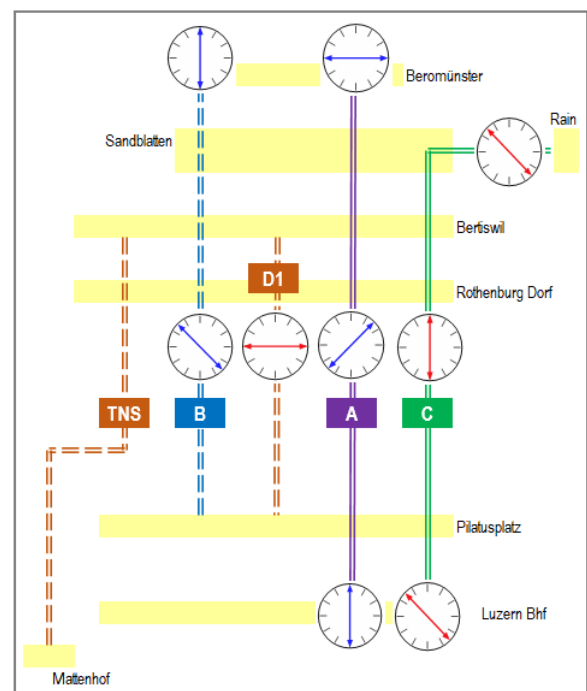 Beromünster
Sandblatten
Rain
Bertiswil
D1
Rothenburg Dorf
TNS
B
A
C
Pilatusplatz
Luzern Bhf
Mattenhof